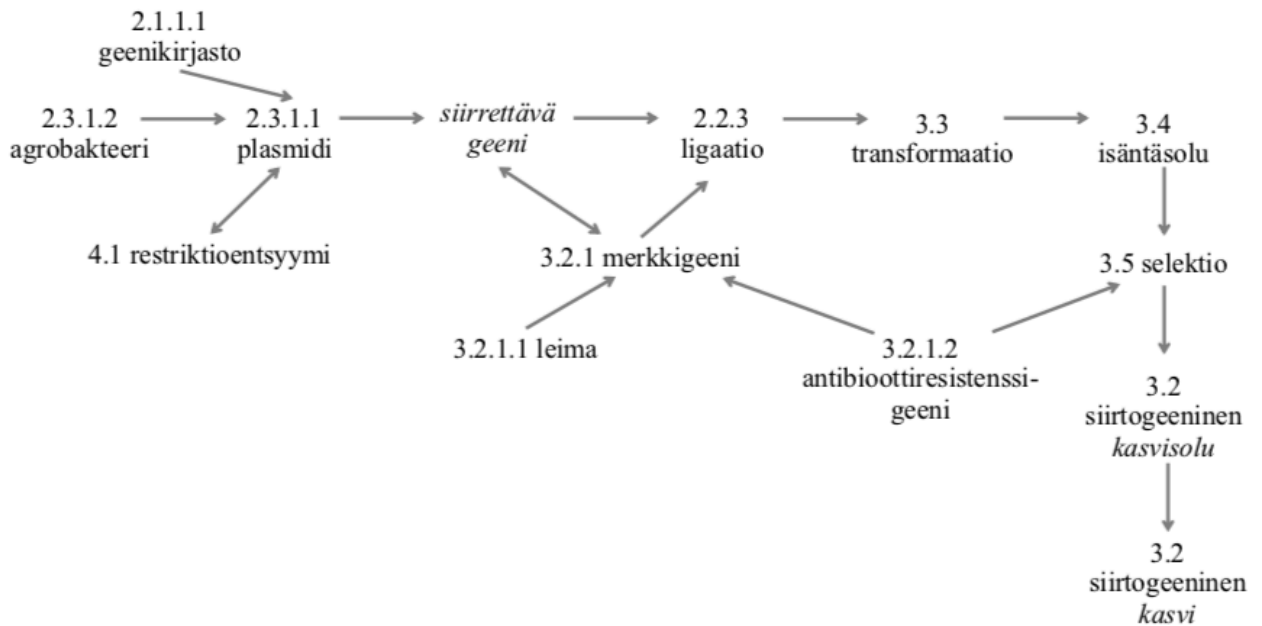 2.1.1.1
geenikirjasto
2.3.1.2
agrobakteeri
2.3.1.1
plasmidi
siirrettävä
geeni
2.2.3
ligaatio
3.3
transformaatio
3.4
isäntäsolu
4.1 restriktioentsyymi
3.2.1 merkkigeeni
3.5 selektio
3.2.1.1 leima
3.2.1.2
antibioottiresistenssi-
geeni
3.2
siirtogeeninen
kasvisolu
3.2
siirtogeeninen
kasvi